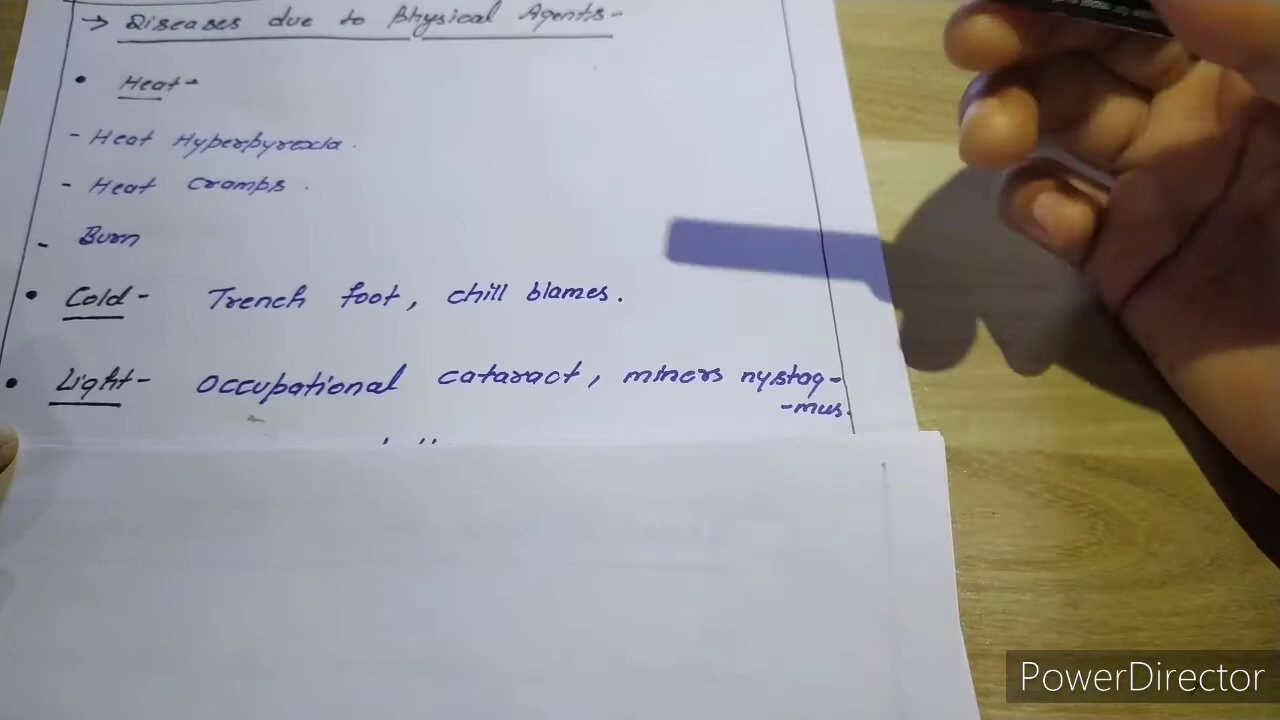 → Diseases due to Physical Agents-
• Heat-
- Heat Hyperpyrexia.
- Heat cramps.
- Burn
• Cold- Trench foot, chill blames.
• Light- Occupational cataract, miners nystag-
-mus.
PowerDirector